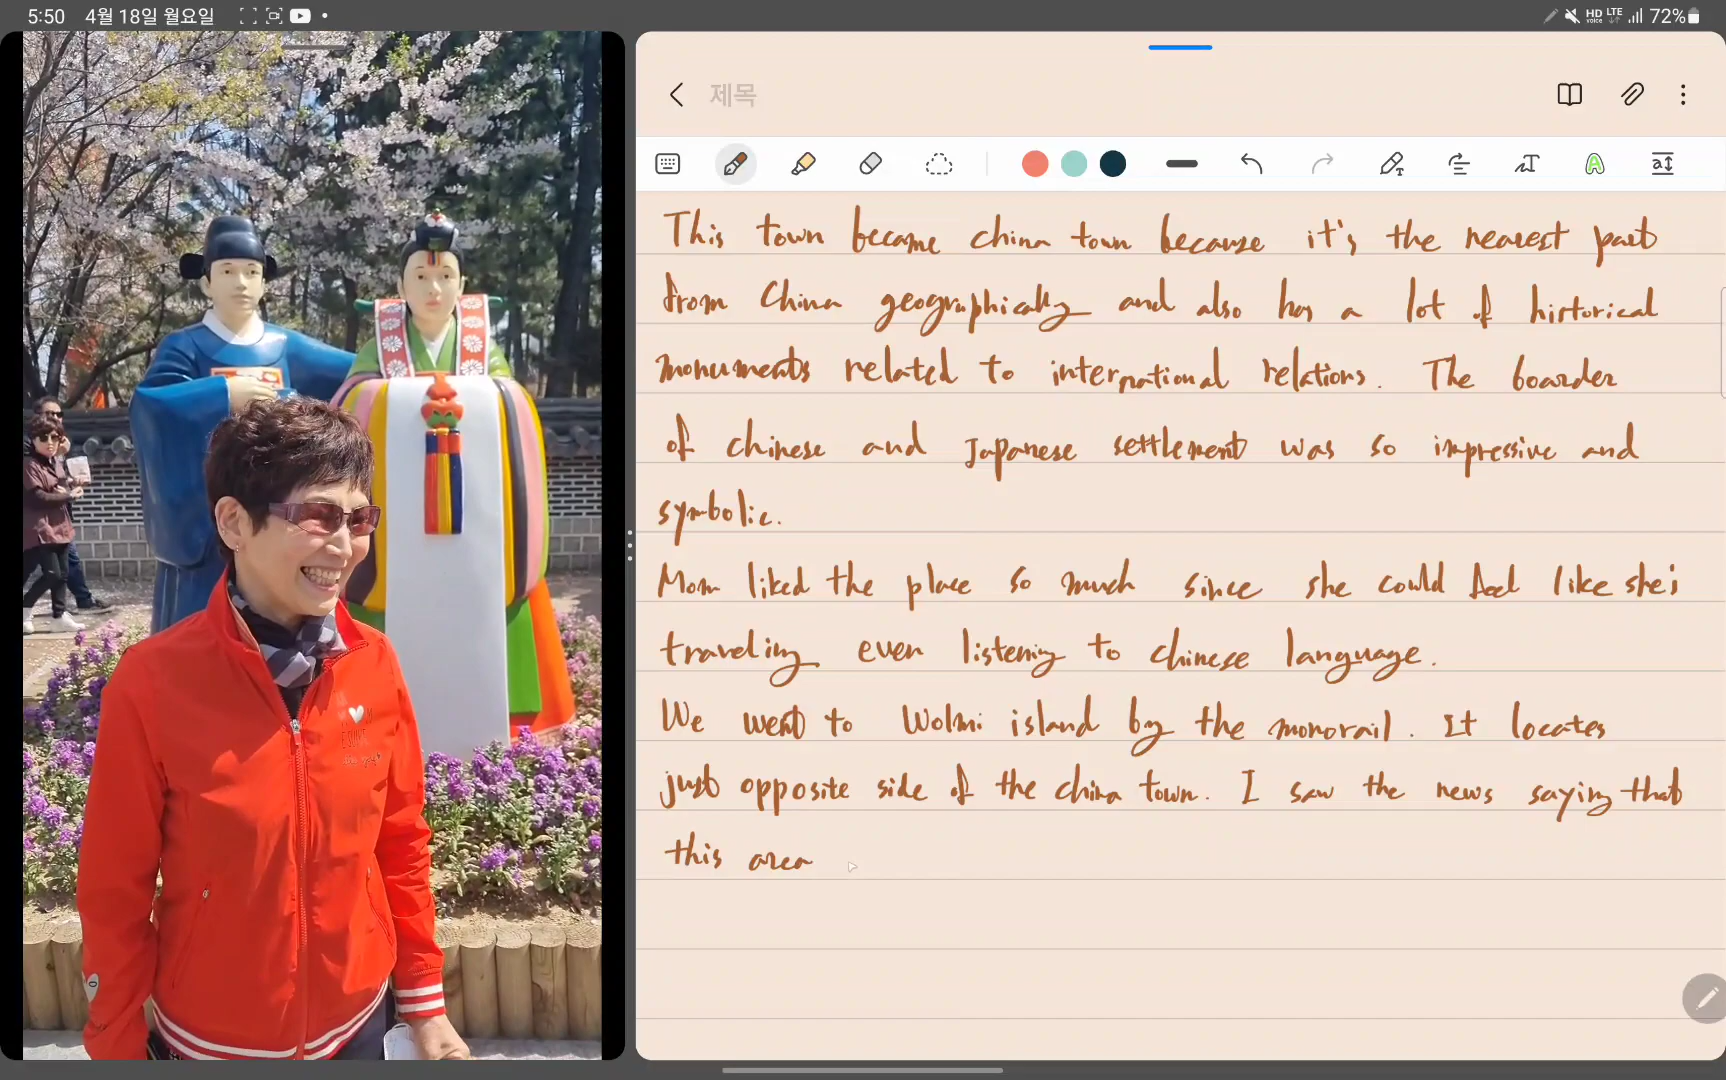 5:50 4월 18일 월요일
HD voice LTE 72%
제목
This town became china town because it's the nearest part
from China geographically and also has a lot of historical
monuments related to international relations. The boarder
of chinese and Japanese settlement was so impressive and
symbolic.
Mom liked the place so much since she could feel like she's
traveling even listening to chinese language.
We went to Wolmi island by the monorail. It locates
just opposite side of the china town. I saw the news saying that
this area